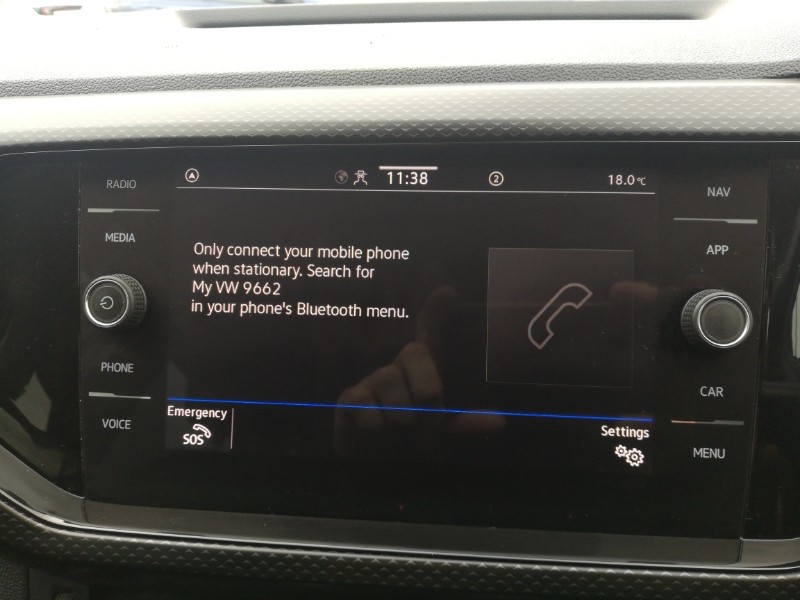 RADIO
MEDIA
PHONE
VOICE
11:38
2
18.0°C
Only connect your mobile phone
when stationary. Search for
My VW 9662
in your phone's Bluetooth menu.
Emergency
SOS
Settings
NAV
APP
CAR
MENU